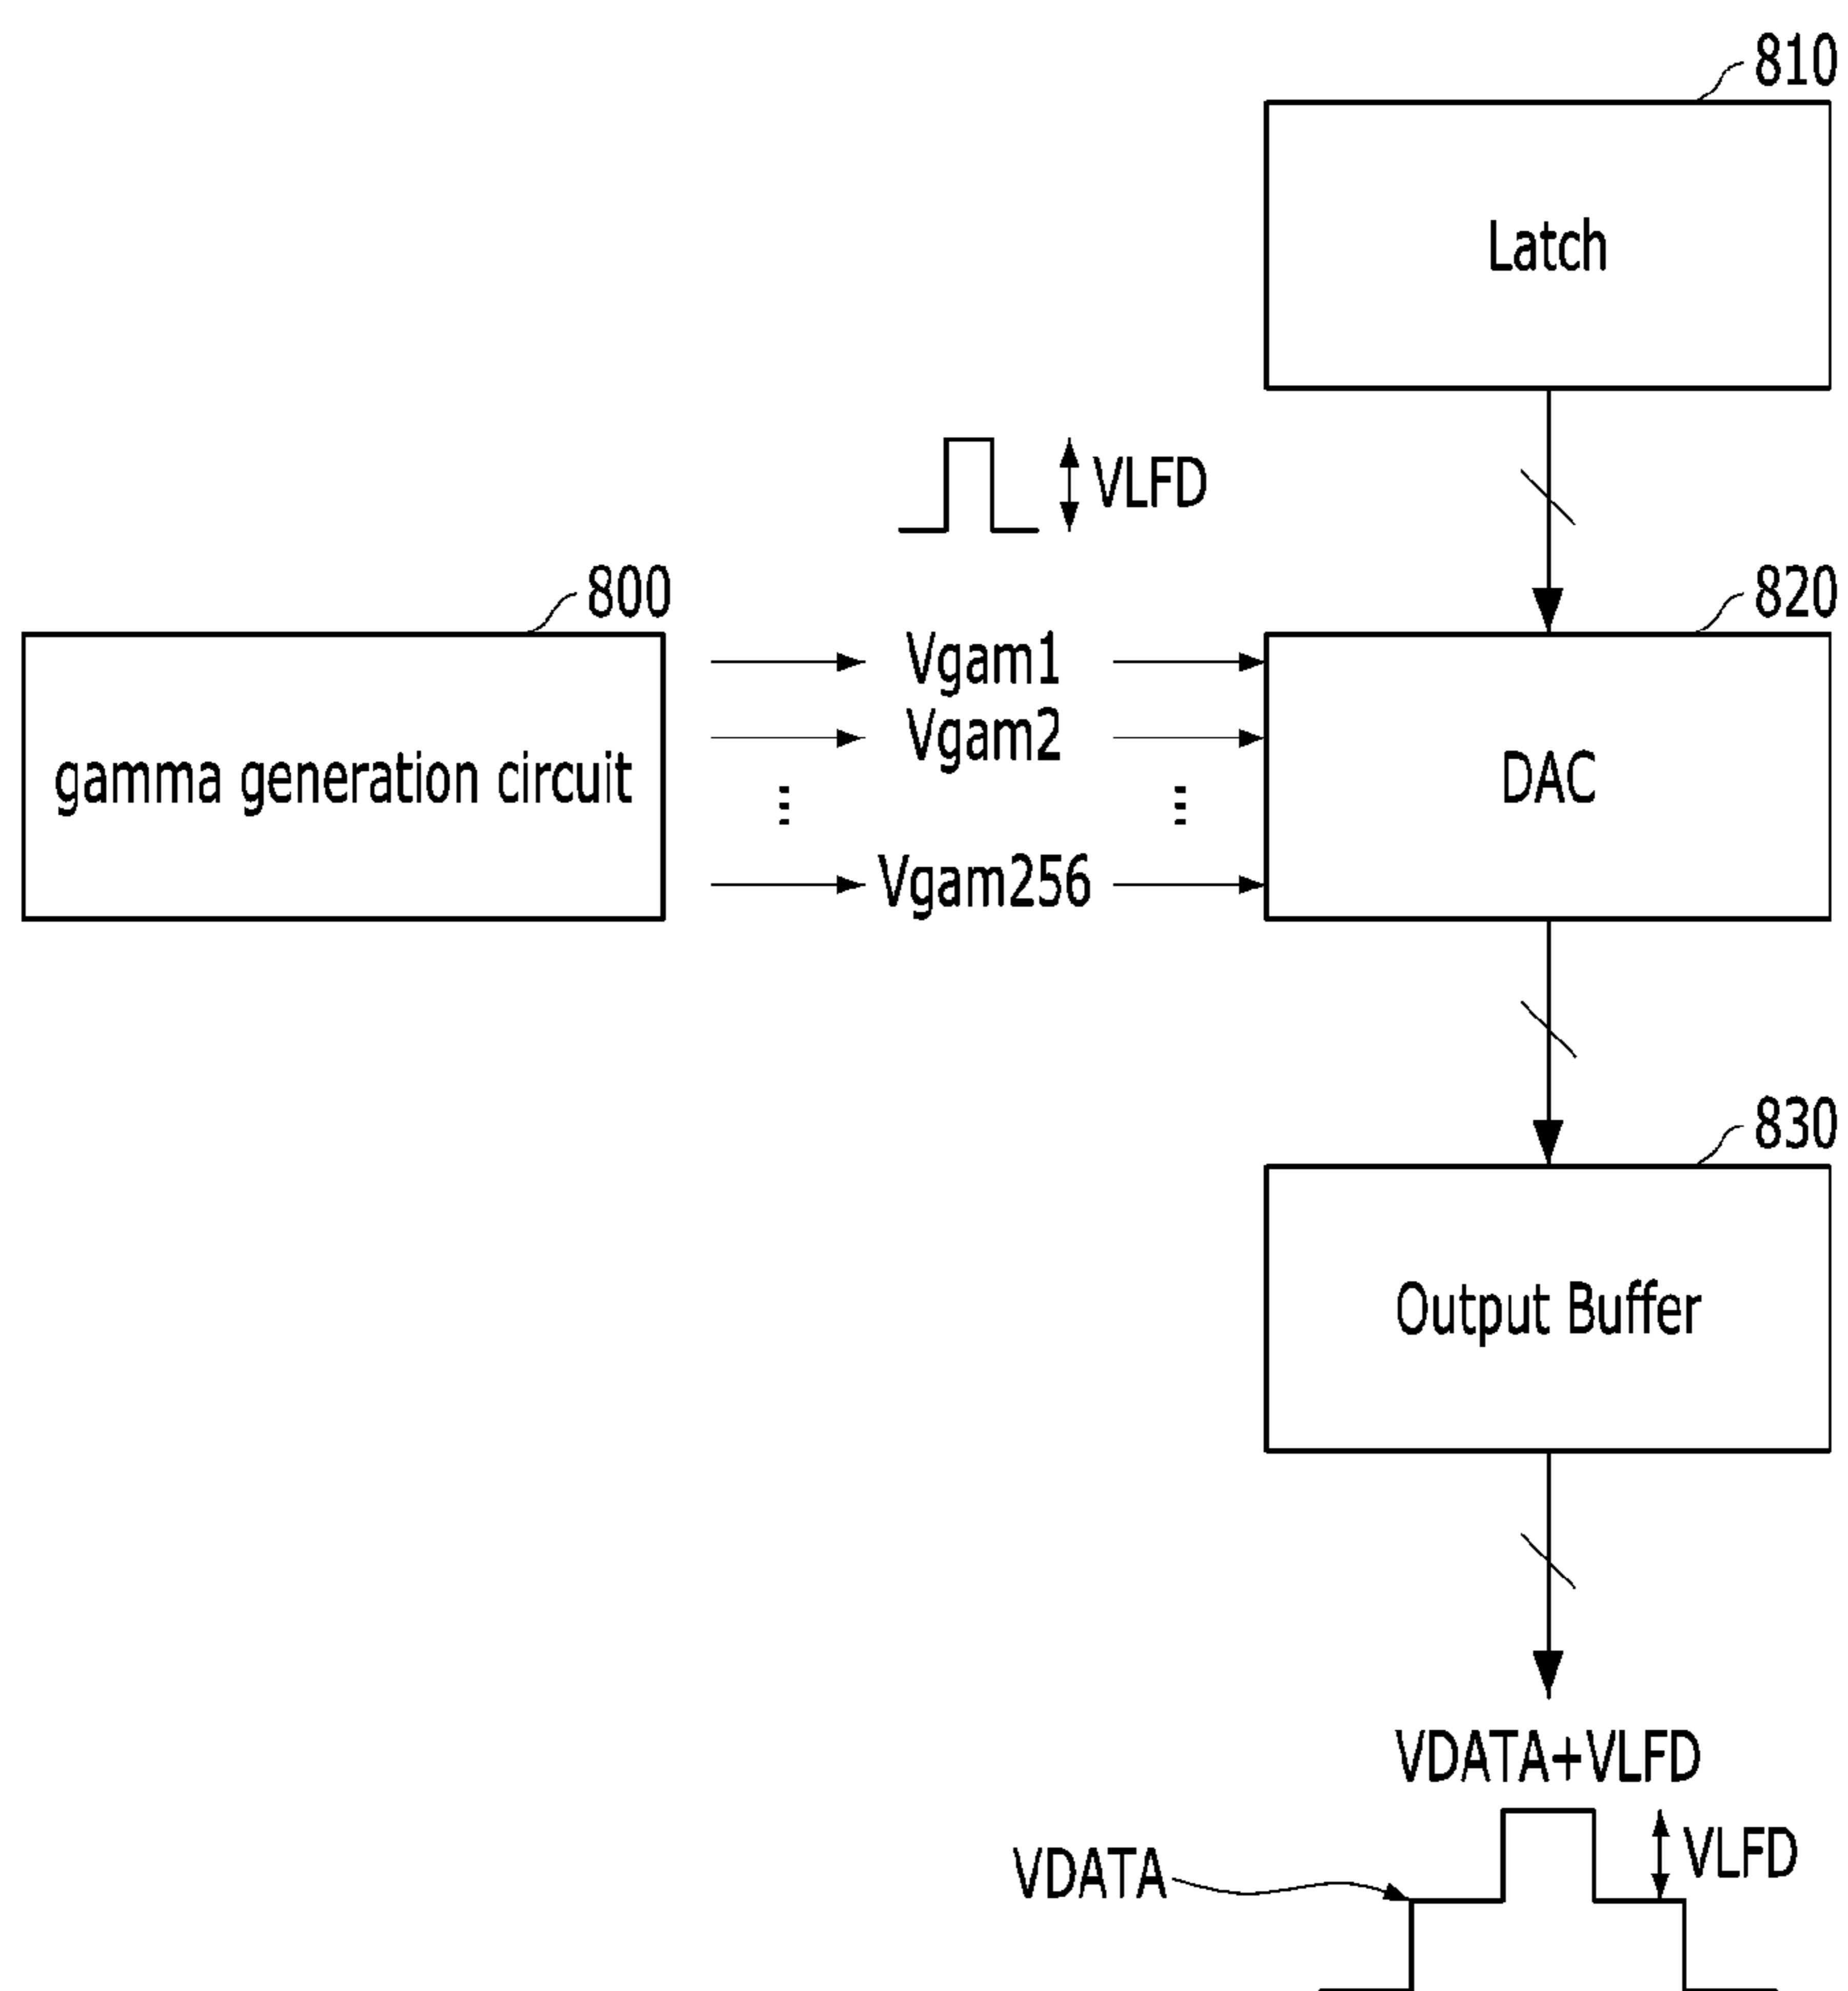 810
Latch
VLFD
800
820
Vgam1
Vgam2
gamma generation circuit
DAC
Vgam256
830
Output Buffer
VDATA+VLFD
VLFD
VDATA